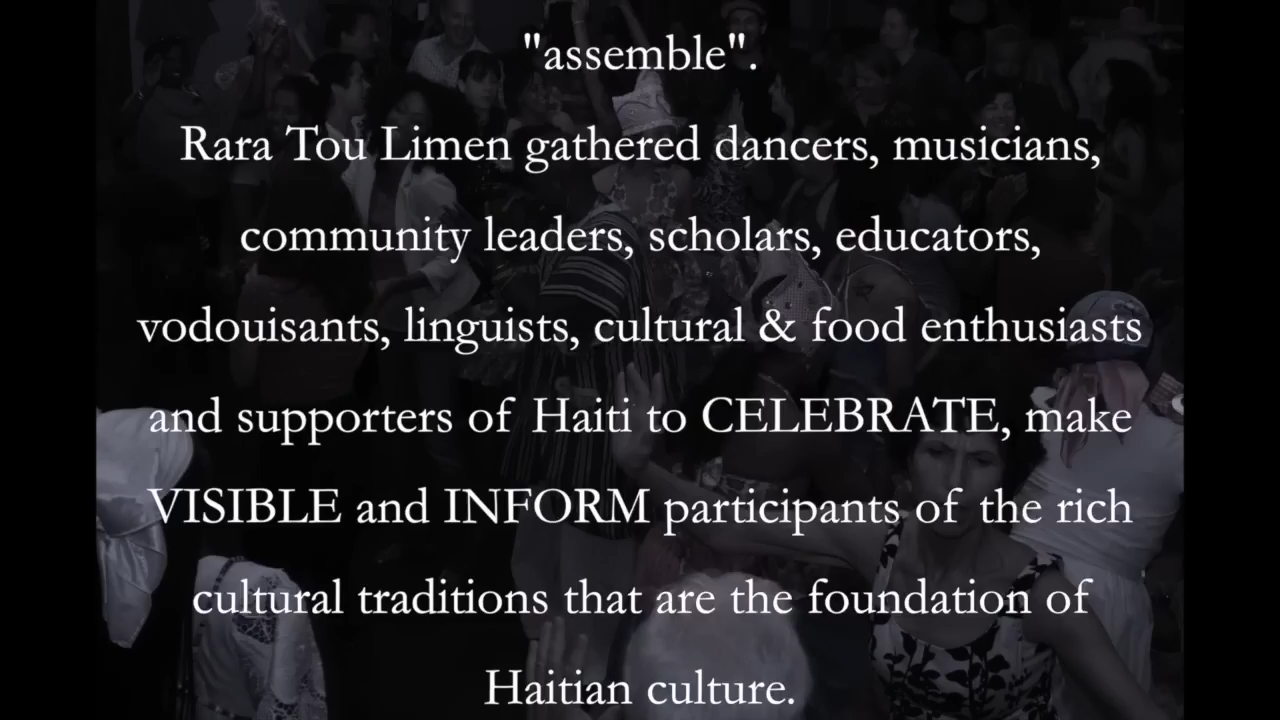 "assemble".
Rara Tou Limen gathered dancers, musicians,
community leaders, scholars, educators,
vodouisants, linguists, cultural & food enthusiasts
and supporters of Haiti to CELEBRATE, make
VISIBLE and INFORM participants of the rich
cultural traditions that are the foundation of
Haitian culture.